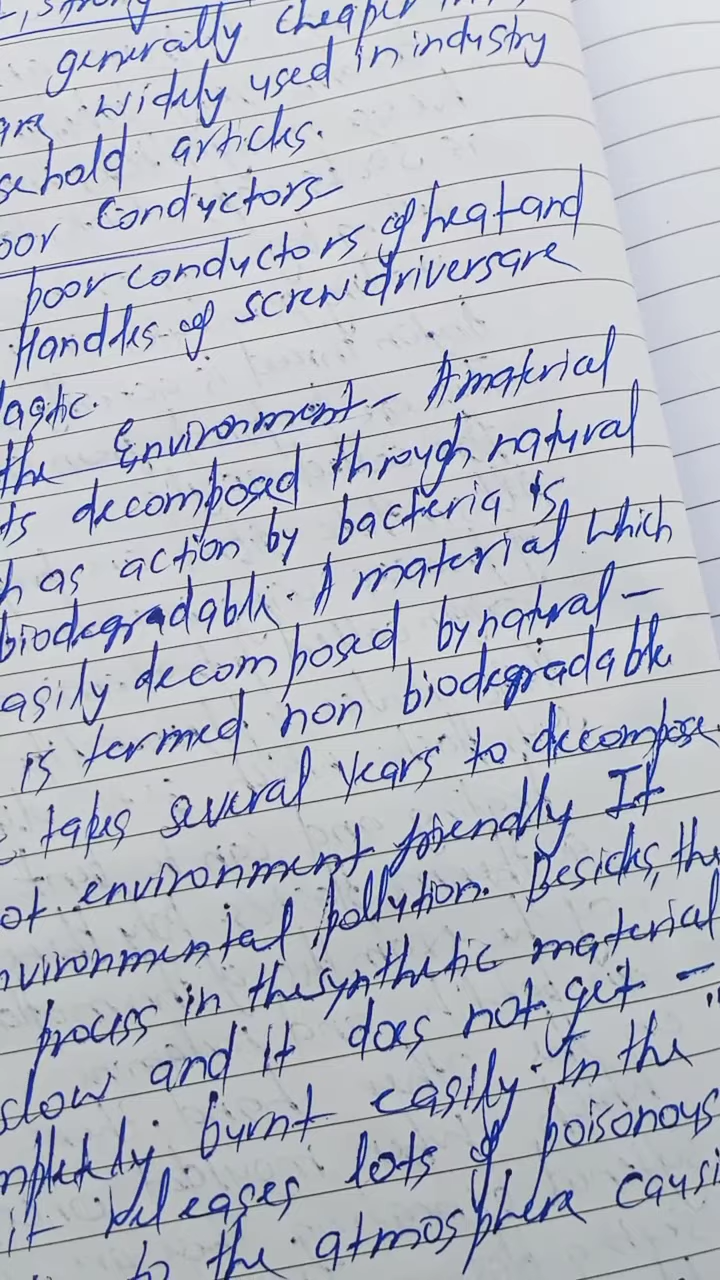 , strong
generally cheaper
are widely used in industry
sehold articles.
oor Conductors
poor conductors of heat and
Handles of screw drivers are
lastic.
the Environment - A material
ts decomposed through natural
h as action by bacteria is
biodegradable. A material which
asily decomposed by natural -
is termed non biodegradable
takes several years to decompose
ot environment friendly It
nvironmental pollution. Besides, the
process in the synthetic material
slow and it does not get -
mpletely burnt easily. In the
it releases lots of poisonous
to the atmosphere causi